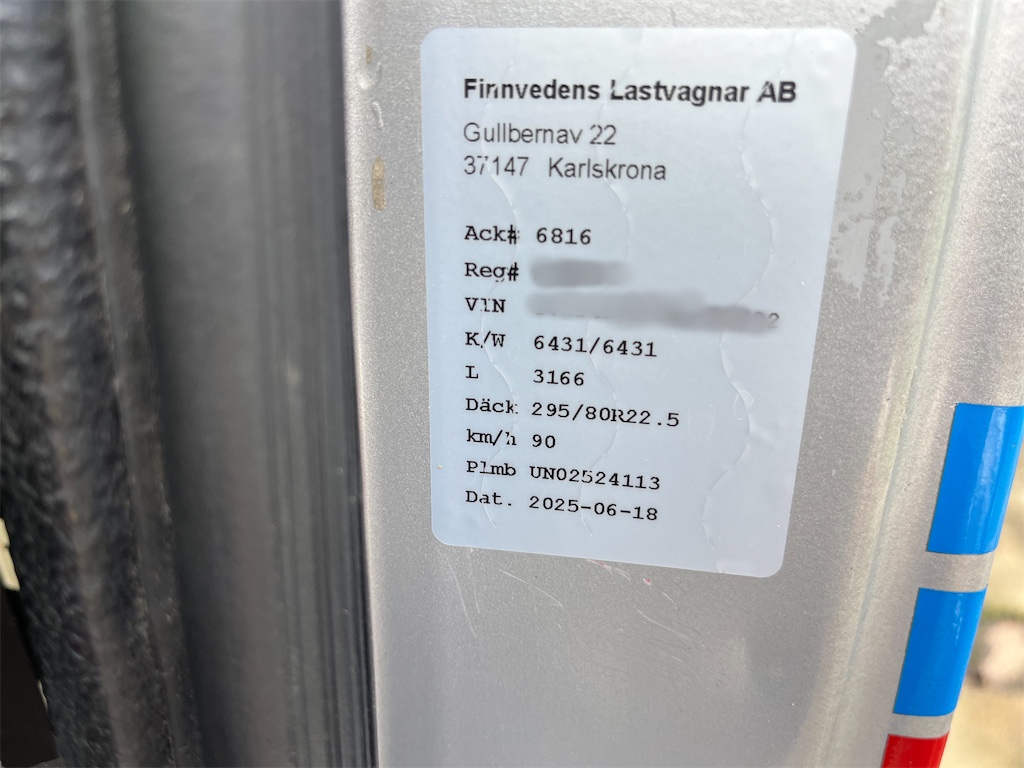 Finnvedens Lastvagnar AB
Gullbernav 22
37147 Karlskrona
Ack# 6816
Reg#
VIN
K/W 6431/6431
L 3166
Däck 295/80R22.5
km/h 90
Plmb UN02524113
Dat. 2025-06-18